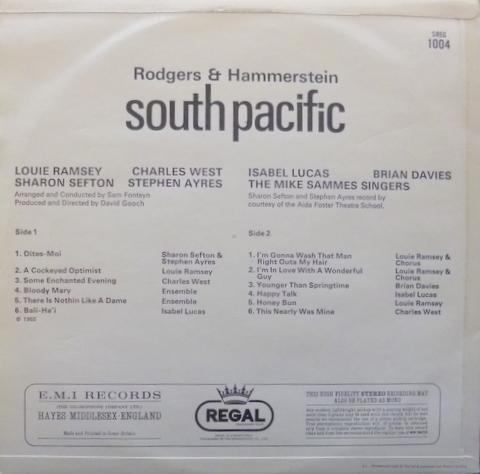 SREG
1004
Rodgers & Hammerstein
south pacific
LOUIE RAMSEY CHARLES WEST
SHARON SEFTON STEPHEN AYRES
Arranged and Conducted by Sam Fonteyn
Produced and Directed by David Gooch
ISABEL LUCAS BRIAN DAVIES
THE MIKE SAMMES SINGERS
Sharon Sefton and Stephen Ayres record by
courtesy of the Aida Foster Theatre School.
Side 1
1. Dites-Moi Sharon Sefton &
Stephen Ayres
2. A Cockeyed Optimist Louie Ramsey
3. Some Enchanted Evening Charles West
4. Bloody Mary Ensemble
5. There Is Nothin Like A Dame Ensemble
6. Bali-Ha'i Isabel Lucas
Side 2
1. I'm Gonna Wash That Man Louie Ramsey &
Right Outa My Hair Chorus
2. I'm In Love With A Wonderful Louie Ramsey &
Guy Chorus
3. Younger Than Springtime Brian Davies
4. Happy Talk Isabel Lucas
5. Honey Bun Louie Ramsey
6. This Nearly Was Mine Charles West
E.M.I RECORDS
(THE GRAMOPHONE COMPANY LTD.)
HAYES·MIDDLESEX·ENGLAND
Made and Printed in Great Britain
REGAL
THIS HIGH FIDELITY STEREO RECORDING MAY
ALSO BE PLAYED AS MONO